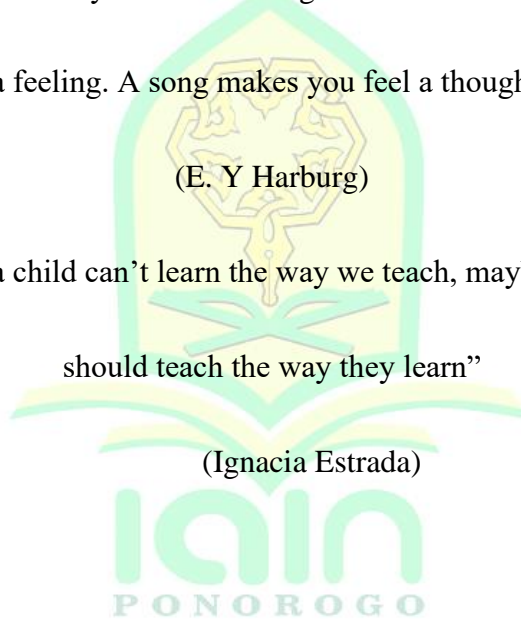 a feeling. A song makes you feel a though
(E. Y Harburg)
a child can’t learn the way we teach, may
should teach the way they learn”
(Ignacia Estrada)
iain
PONOROGO